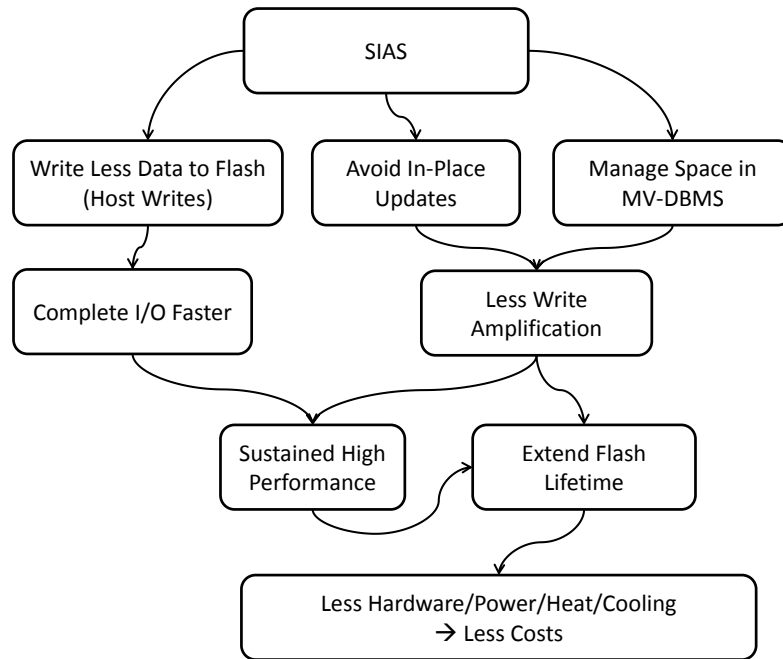 SIAS
Write Less Data to Flash
(Host Writes)
Avoid In-Place
Updates
Manage Space in
MV-DBMS
Complete I/O Faster
Less Write
Amplification
Sustained High
Performance
Extend Flash
Lifetime
Less Hardware/Power/Heat/Cooling
→ Less Costs